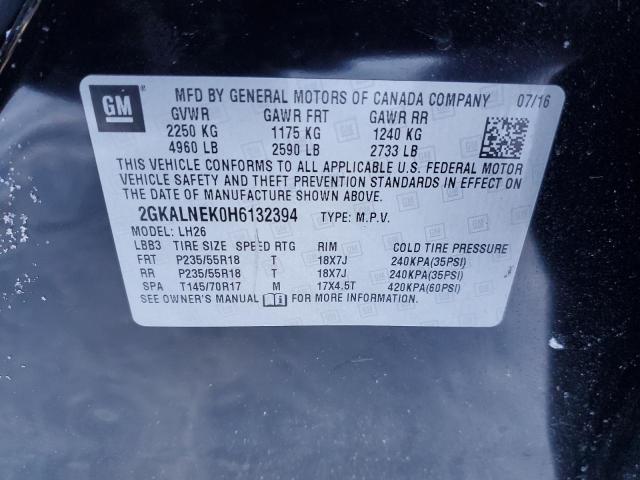 GM
MFD BY GENERAL MOTORS OF CANADA COMPANY 07/16
GVWR GAWR FRT GAWR RR
2250 KG 1175 KG 1240 KG
4960 LB 2590 LB 2733 LB
THIS VEHICLE CONFORMS TO ALL APPLICABLE U.S. FEDERAL MOTOR
VEHICLE SAFETY AND THEFT PREVENTION STANDARDS IN EFFECT ON
THE DATE OF MANUFACTURE SHOWN ABOVE.
2GKALNEK0H6132394 TYPE: M.P.V.
MODEL: LH26
LBB3 TIRE SIZE SPEED RTG RIM COLD TIRE PRESSURE
FRT P235/55R18 T 18X7J 240KPA(35PSI)
RR P235/55R18 T 18X7J 240KPA(35PSI)
SPA T145/70R17 M 17X4.5T 420KPA(60PSI)
SEE OWNER'S MANUAL FOR MORE INFORMATION.